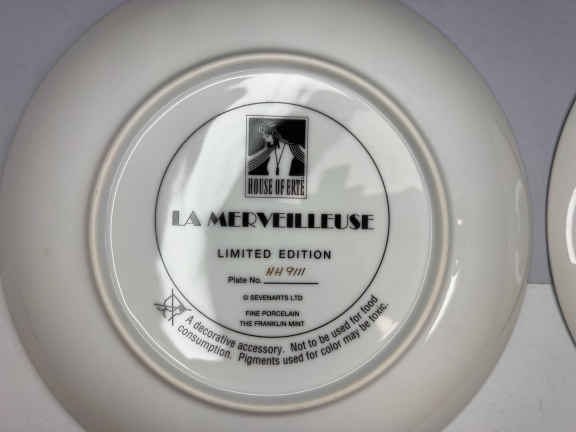 HOUSE OF ERTÉ
LA MERVEILLEUSE
LIMITED EDITION
Plate No. HH 9111
© SEVENARTS LTD
FINE PORCELAIN
THE FRANKLIN MINT
A decorative accessory. Not to be used for food
consumption. Pigments used for color may be toxic.